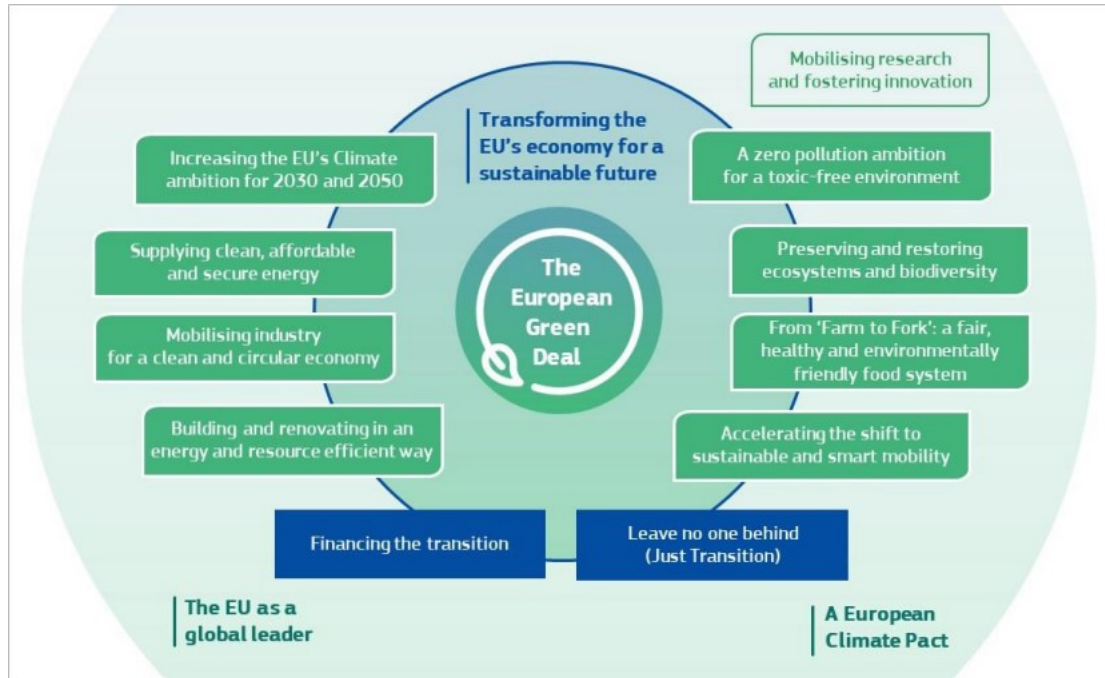 Mobilising research
and fostering innovation
Transforming the
EU's economy for a
sustainable future
Increasing the EU's Climate
ambition for 2030 and 2050
A zero pollution ambition
for a toxic-free environment
Supplying clean, affordable
and secure energy
Preserving and restoring
ecosystems and biodiversity
The
European
Green
Deal
Mobilising industry
for a clean and circular economy
From ‘Farm to Fork’: a fair,
healthy and environmentally
friendly food system
Building and renovating in an
energy and resource efficient way
Accelerating the shift to
sustainable and smart mobility
Financing the transition
Leave no one behind
(Just Transition)
The EU as a
global leader
A European
Climate Pact